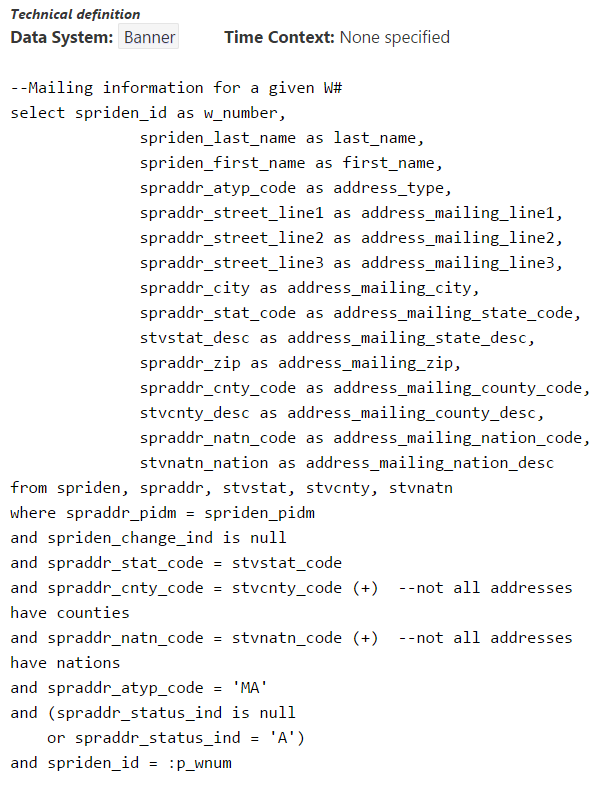 Technical definition
Data System: Banner Time Context: None specified
--Mailing information for a given W#
select spriden_id as w_number,
spriden_last_name as last_name,
spriden_first_name as first_name,
spraddr_atyp_code as address_type,
spraddr_street_line1 as address_mailing_line1,
spraddr_street_line2 as address_mailing_line2,
spraddr_street_line3 as address_mailing_line3,
spraddr_city as address_mailing_city,
spraddr_stat_code as address_mailing_state_code,
stvstat_desc as address_mailing_state_desc,
spraddr_zip as address_mailing_zip,
spraddr_cnty_code as address_mailing_county_code,
stvcnty_desc as address_mailing_county_desc,
spraddr_natn_code as address_mailing_nation_code,
stvnatn_nation as address_mailing_nation_desc
from spriden, spraddr, stvstat, stvcnty, stvnatn
where spraddr_pidm = spriden_pidm
and spriden_change_ind is null
and spraddr_stat_code = stvstat_code
and spraddr_cnty_code = stvcnty_code (+)  --not all addresses
have counties
and spraddr_natn_code = stvnatn_code (+)  --not all addresses
have nations
and spraddr_atyp_code = 'MA'
and (spraddr_status_ind is null
or spraddr_status_ind = 'A')
and spriden_id = :p_wnum